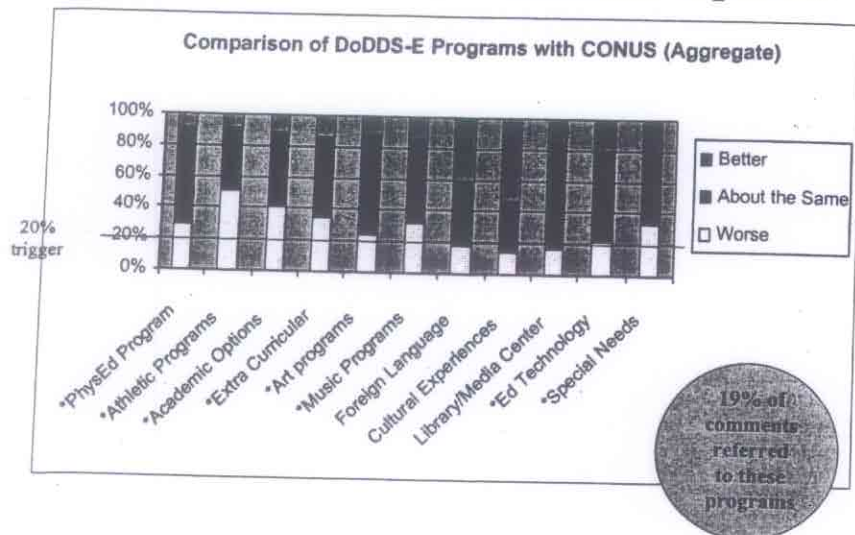 Comparison of DoDDS-E Programs with CONUS (Aggregate)
100%
80%
60%
40%
20%
0%
20%
trigger
Better
About the Same
Worse
*PhysEd Program
*Athletic Programs
*Academic Options
*Extra Curricular
*Art programs
*Music Programs
Foreign Language
Cultural Experiences
Library/Media Center
*Ed Technology
*Special Needs
19% of
comments
referred
to these
programs